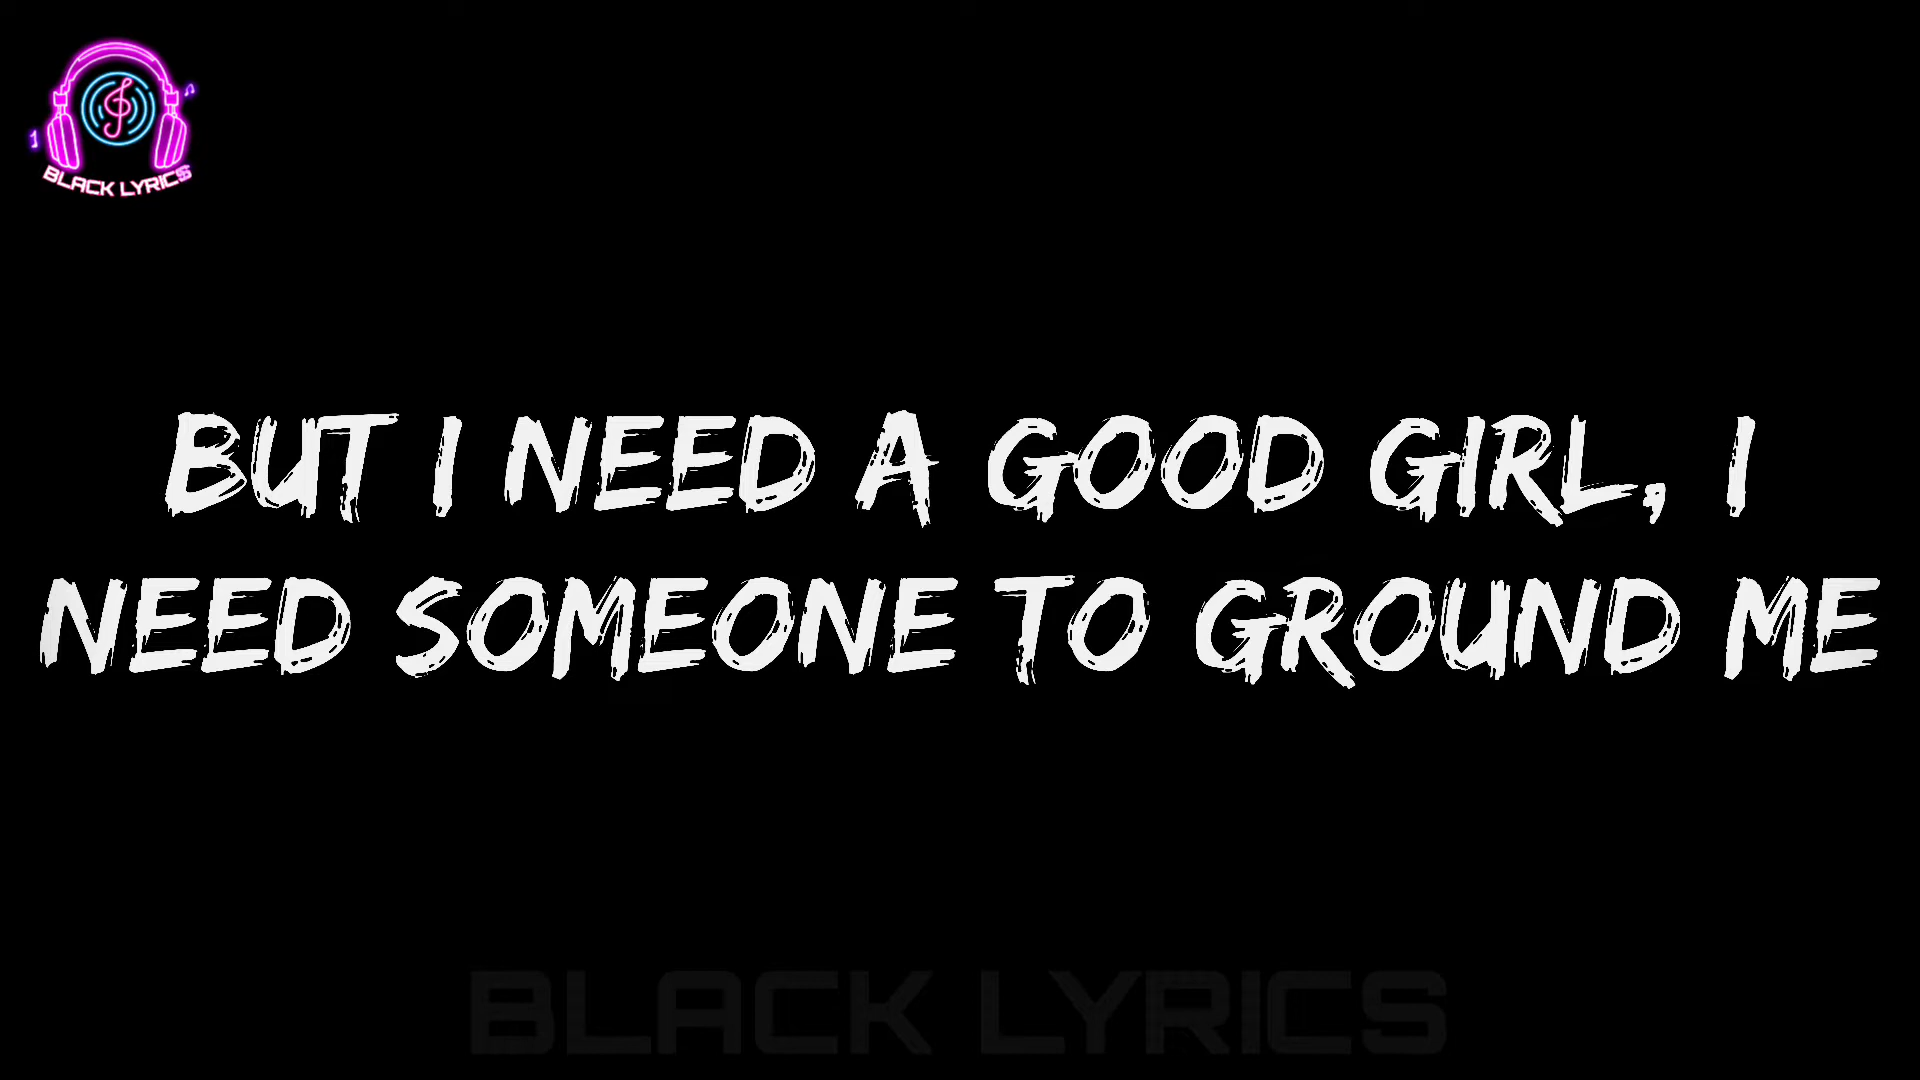 BLACK LYRICS
BUT I NEED A GOOD GIRL, I
NEED SOMEONE TO GROUND ME
BLACK LYRICS